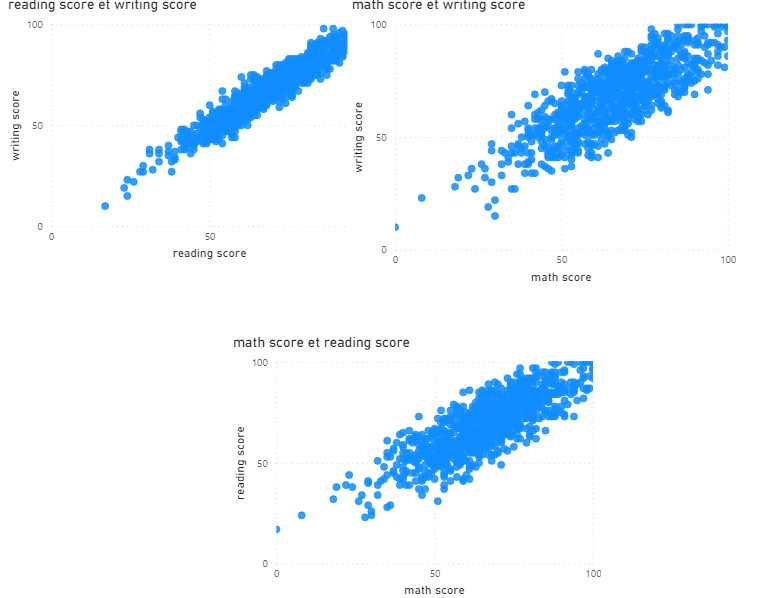 reading score et writing score
100
50
0
writing score
0
50
reading score
math score et writing score
100
50
0
writing score
0
50
100
math score
math score et reading score
100
50
0
reading score
0
50
100
math score